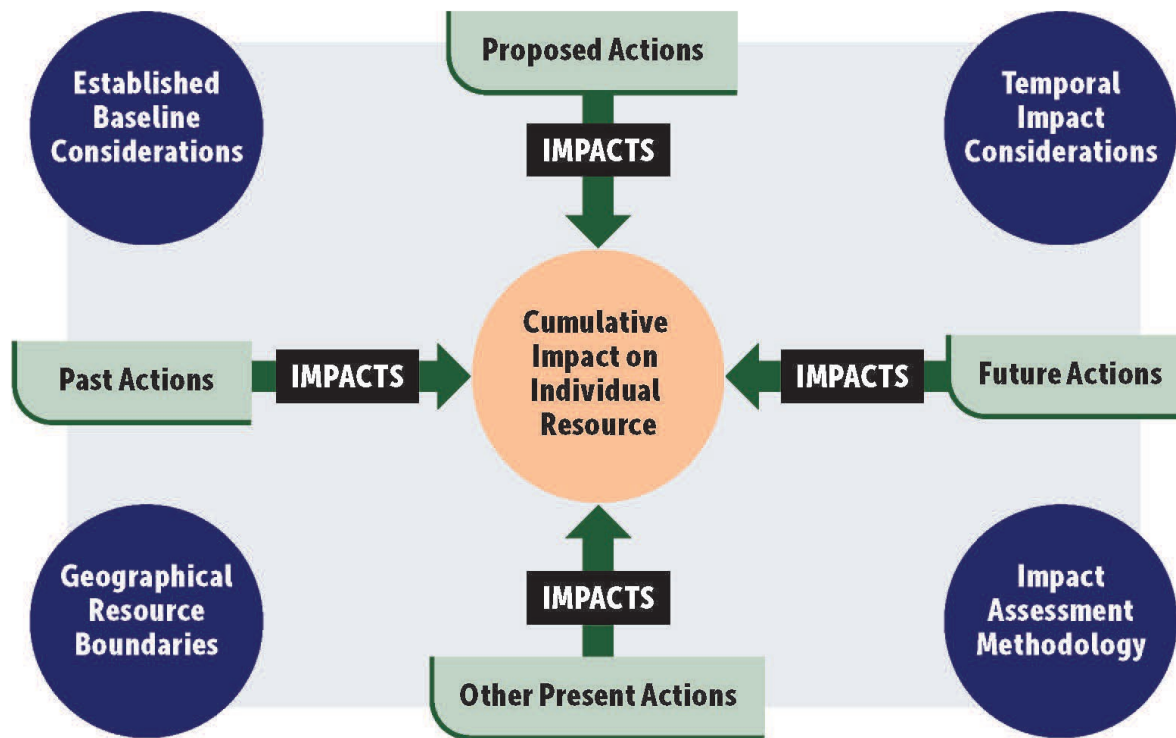 Established
Baseline
Considerations
Proposed Actions
IMPACTS
Temporal
Impact
Considerations
Past Actions
IMPACTS
Cumulative
Impact on
Individual
Resource
IMPACTS
Future Actions
Geographical
Resource
Boundaries
IMPACTS
Other Present Actions
Impact
Assessment
Methodology